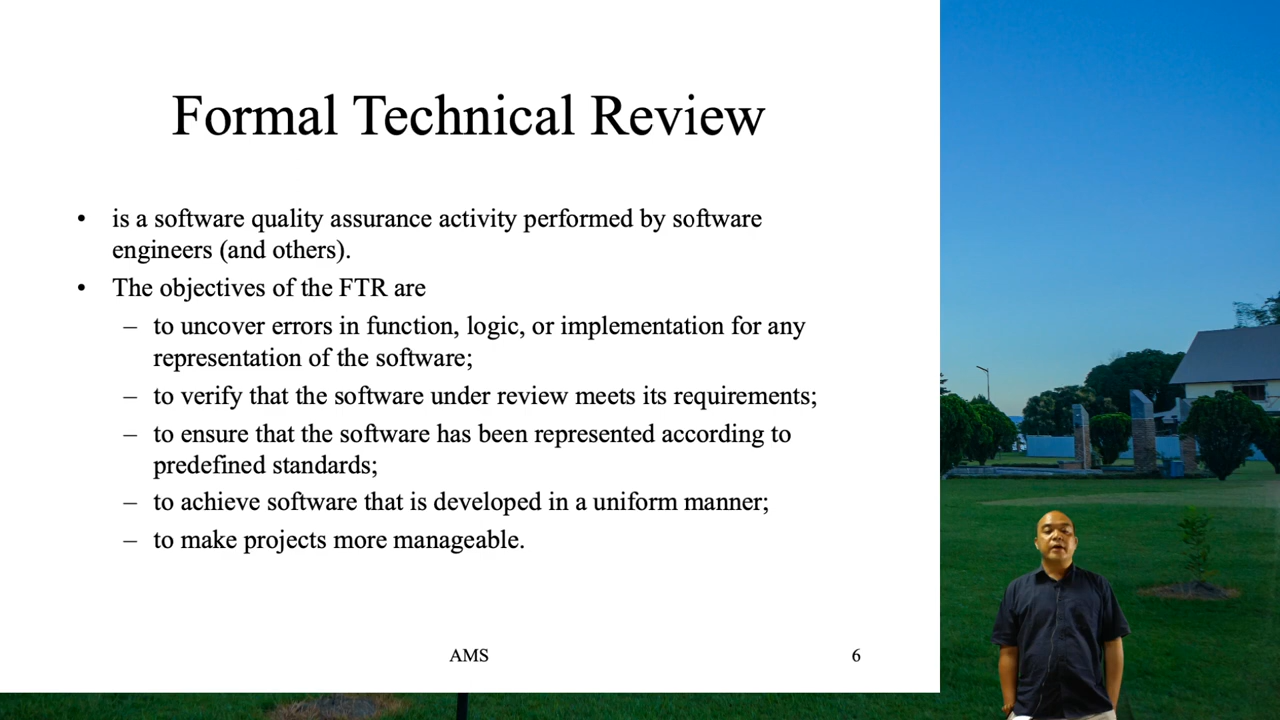 Formal Technical Review
• is a software quality assurance activity performed by software
engineers (and others).
• The objectives of the FTR are
– to uncover errors in function, logic, or implementation for any
representation of the software;
– to verify that the software under review meets its requirements;
– to ensure that the software has been represented according to
predefined standards;
– to achieve software that is developed in a uniform manner;
– to make projects more manageable.
AMS
6